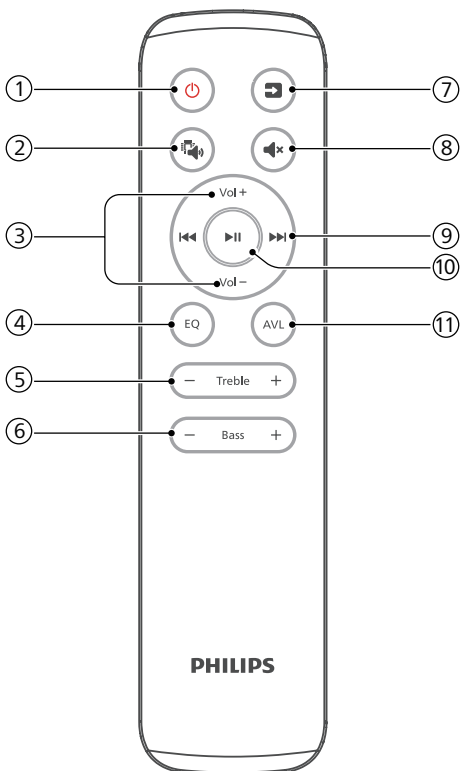 ①
⑦
②
⑧
Vol +
③
⑨
⑩
Vol −
④ EQ
AVL ⑪
⑤ − Treble +
⑥ − Bass +
PHILIPS